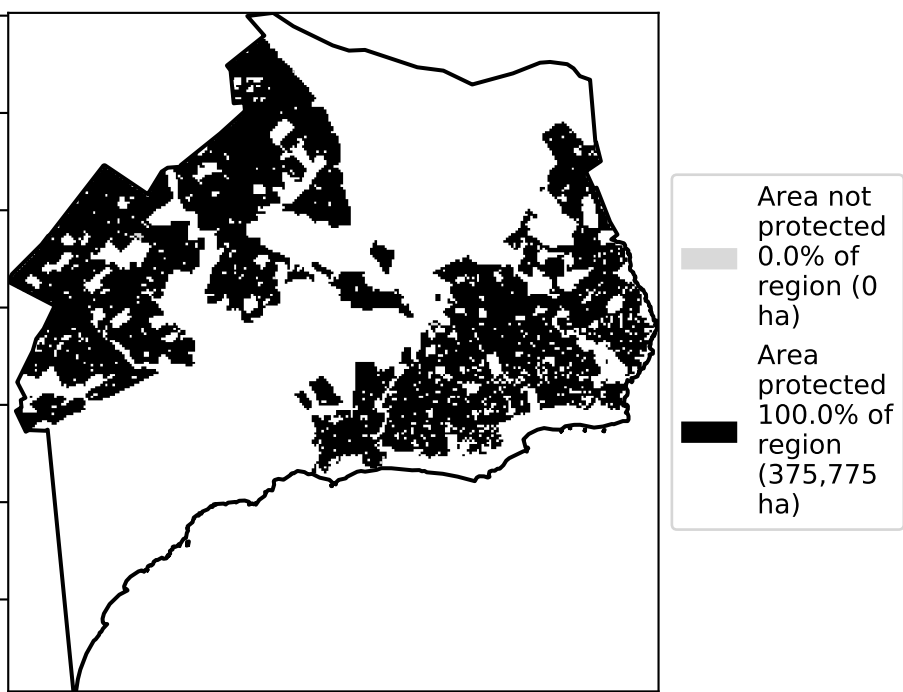 Area not
protected
0.0% of
region (0
ha)
Area
protected
100.0% of
region
(375,775
ha)